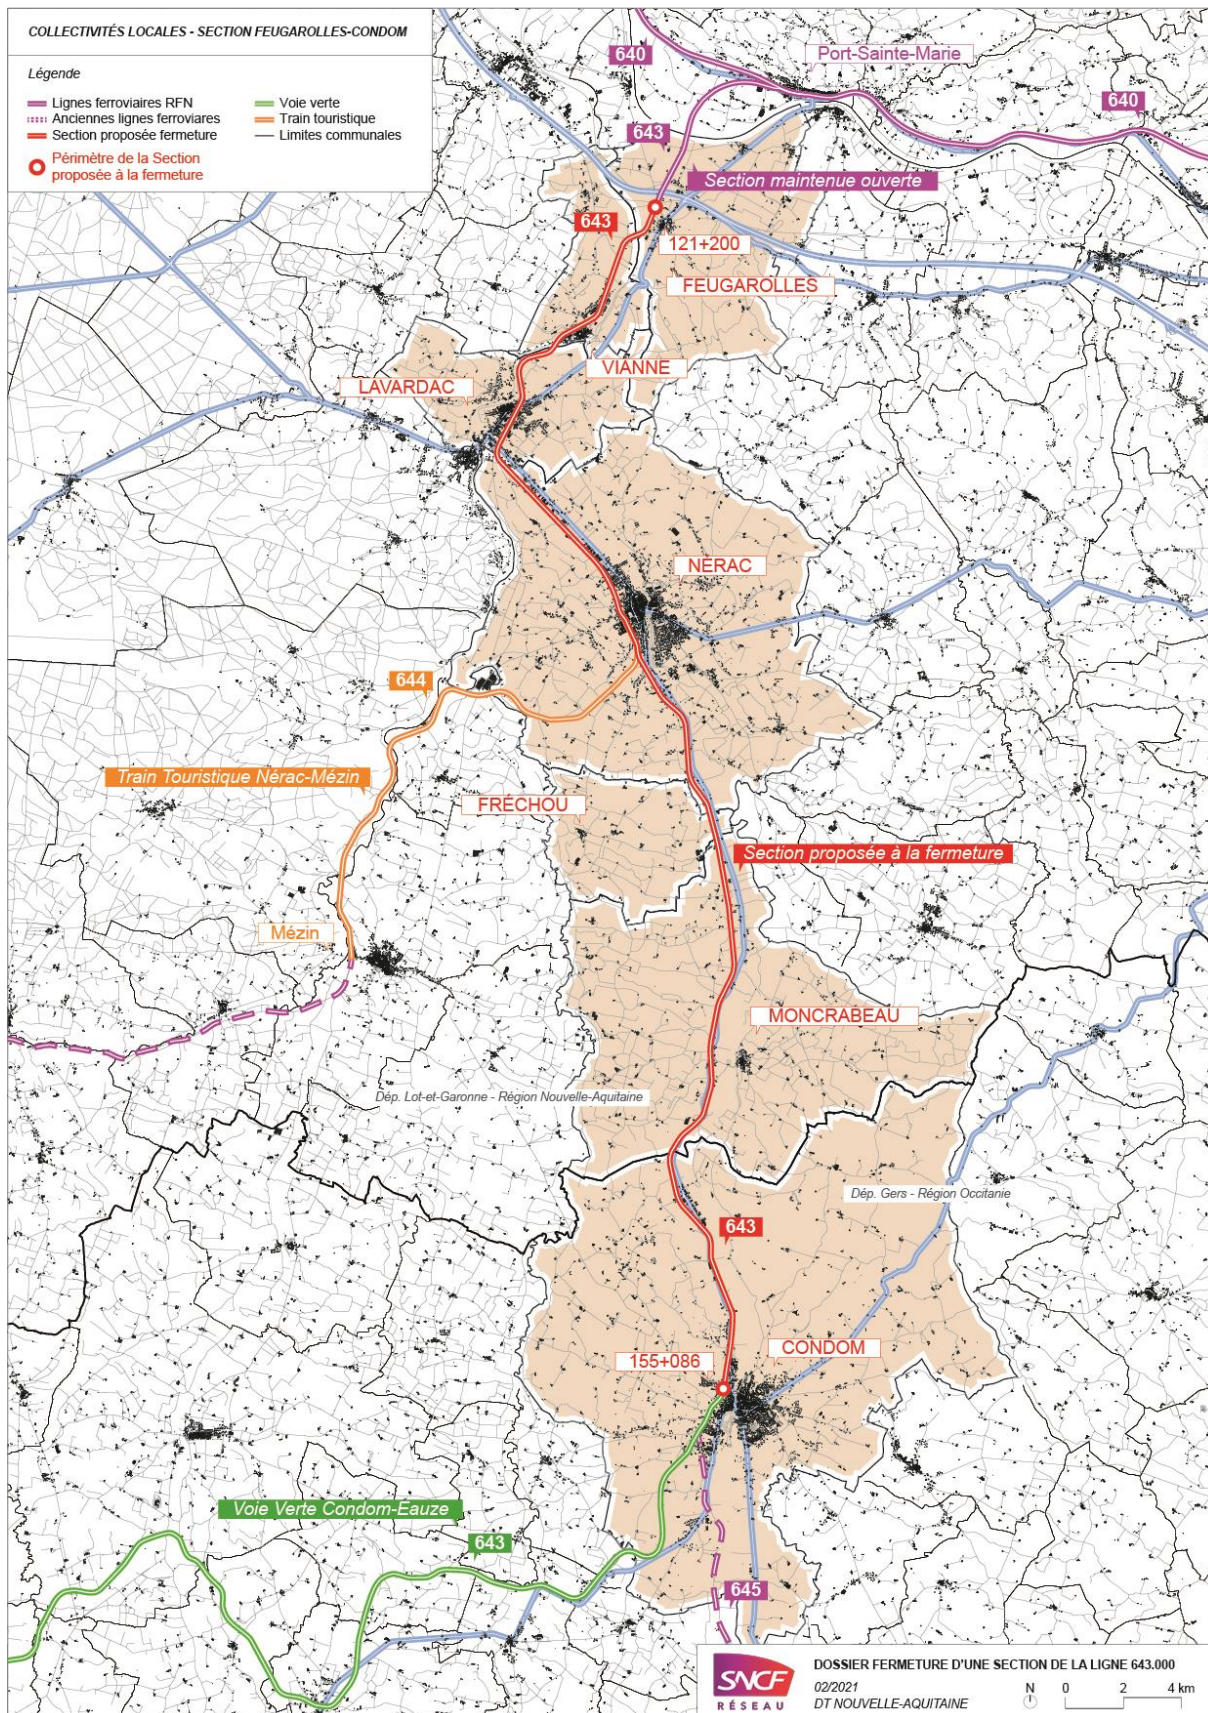 COLLECTIVITÉS LOCALES - SECTION FEUGAROLLES-CONDOM
Légende
Lignes ferroviaires RFN
Anciennes lignes ferroviares
Section proposée fermeture
Périmètre de la Section
proposée à la fermeture
Voie verte
Train touristique
Limites communales
640
Port-Sainte-Marie
640
643
Section maintenue ouverte
643
121+200
FEUGAROLLES
VIANNE
LAVARDAC
NÉRAC
644
Train Touristique Nérac-Mézin
FRÉCHOU
Section proposée à la fermeture
Mézin
MONCRABEAU
Dép. Lot-et-Garonne - Région Nouvelle-Aquitaine
Dép. Gers - Région Occitanie
643
CONDOM
155+086
Voie Verte Condom-Eauze
643
645
SNCF
RÉSEAU
DOSSIER FERMETURE D'UNE SECTION DE LA LIGNE 643.000
02/2021
DT NOUVELLE-AQUITAINE
N
0 2 4 km